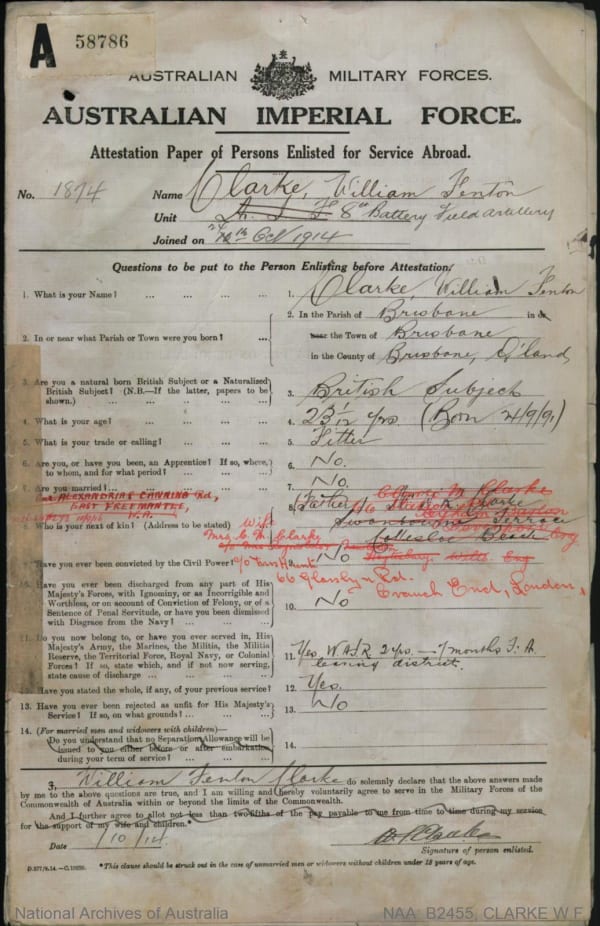 A 58786
AUSTRALIAN MILITARY FORCES.
AUSTRALIAN IMPERIAL FORCE.
Attestation Paper of Persons Enlisted for Service Abroad.
No. 1874 Name Clarke, William Fenton
Unit A. I. F 8th Battery Field artillery
Joined on Oct 1914
Questions to be put to the Person Enlisting before Attestation.
1. What is your Name? ... ... ... ... 1. Clarke, William Fenton
2. In or near what Parish or Town were you born? ... 2. In the Parish of Brisbane in or
near the Town of Brisbane
in the County of Brisbane, Q'land
3. Are you a natural born British Subject or a Naturalized
British Subject? (N.B.—If the latter, papers to be
shown.) ... ... ... ... 3. British Subject
4. What is your age? ... ... ... ... 4. 23 1/12 yrs (Born 4/9/91)
5. What is your trade or calling? ... ... ... 5. Fitter
6. Are you, or have you been, an Apprentice? If so, where,
to whom, and for what period? ... ... 6. No.
7. Are you married? ... ... 7. No.
ALEXANDRIA & CANNING Rd,
EAST FREEMANTLE,
W.A.
8. Who is your next of kin? (Address to be stated) Wife 8. (Father) Clarke
Swanbourne Terrace
Cottesloe Beach
Mrs C. M. Clarke
c/o Miss Hunt
66 Glasslyn Rd.
Crouch End, London,
9. Have you ever been convicted by the Civil Power? No
10. Have you ever been discharged from any part of His
Majesty's Forces, with Ignominy, or as Incorrigible and
Worthless, or on account of Conviction of Felony, or of a
Sentence of Penal Servitude, or have you been dismissed
with Disgrace from the Navy? ... ... ... 10. No
11. Do you now belong to, or have you ever served in, His
Majesty's Army, the Marines, the Militia, the Militia
Reserve, the Territorial Force, Royal Navy, or Colonial
Forces? If so, state which, and if not now serving,
state cause of discharge ... ... ... 11. Yes, 2 yrs — 7 months F. A.
leaving district.
12. Have you stated the whole, if any, of your previous service? 12. Yes.
13. Have you ever been rejected as unfit for His Majesty's
Service? If so, on what grounds? ... ... 13. No
14. (For married men and widowers with children)—
Do you understand that no Separation Allowance will be
issued to you either before or after embarkation
during your term of service? ... ... ... 14.
I, William Fenton Clarke do solemnly declare that the above answers made
by me to the above questions are true, and I am willing and hereby voluntarily agree to serve in the Military Forces of the
Commonwealth of Australia within or beyond the limits of the Commonwealth.
And I further agree to allot not less than two-fifths of the pay payable to me from time to time during my service
for the support of my wife and children.*
Date /10/14.
Signature of person enlisted.
D.577/8.14.—C.10926. *This clause should be struck out in the case of unmarried men or widowers without children under 18 years of age.
National Archives of Australia NAA: B2455, CLARKE W F